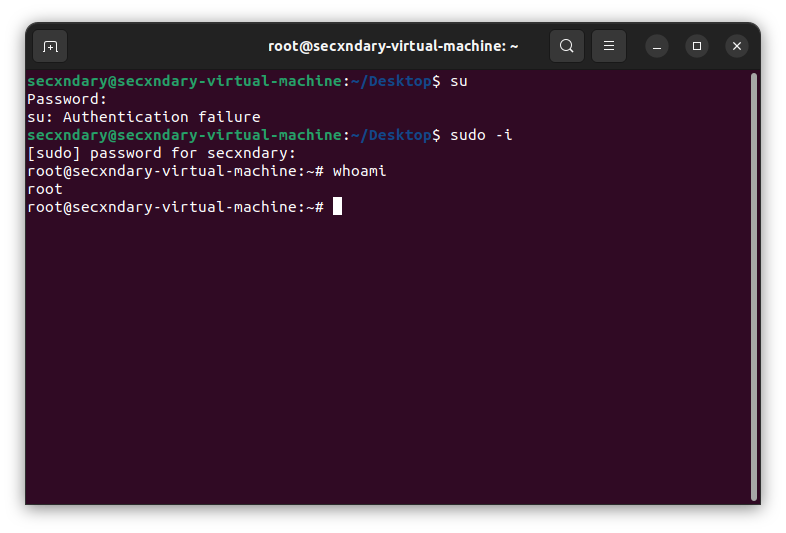 root@secxndary-virtual-machine: ~
secxndary@secxndary-virtual-machine:~/Desktop$ su
Password:
su: Authentication failure
secxndary@secxndary-virtual-machine:~/Desktop$ sudo -i
[sudo] password for secxndary:
root@secxndary-virtual-machine:~# whoami
root
root@secxndary-virtual-machine:~#